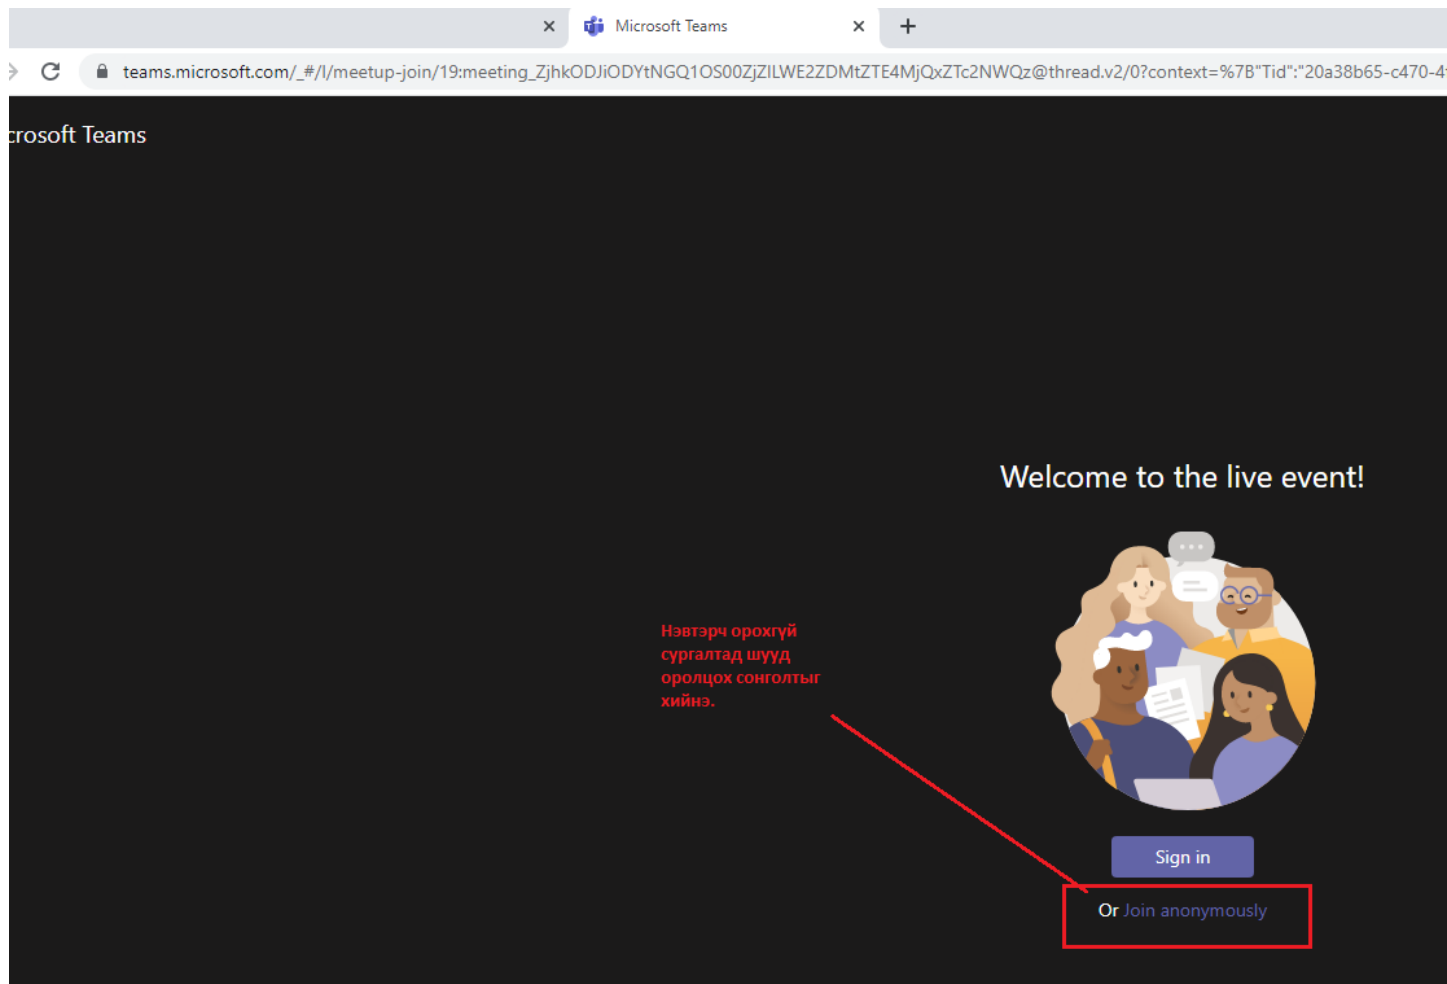 Microsoft Teams
teams.microsoft.com/_#/l/meetup-join/19:meeting_ZjhkODJiODYtNGQ1OS00ZjZlLWE2ZDMtZTE4MjQxZTc2NWQz@thread.v2/0?context=%7B"Tid":"20a38b65-c470-4
crosoft Teams
Welcome to the live event!
Нэвтэрч орохгүй
сургалтад шууд
оролцох сонголтыг
хийнэ.
Sign in
Or Join anonymously